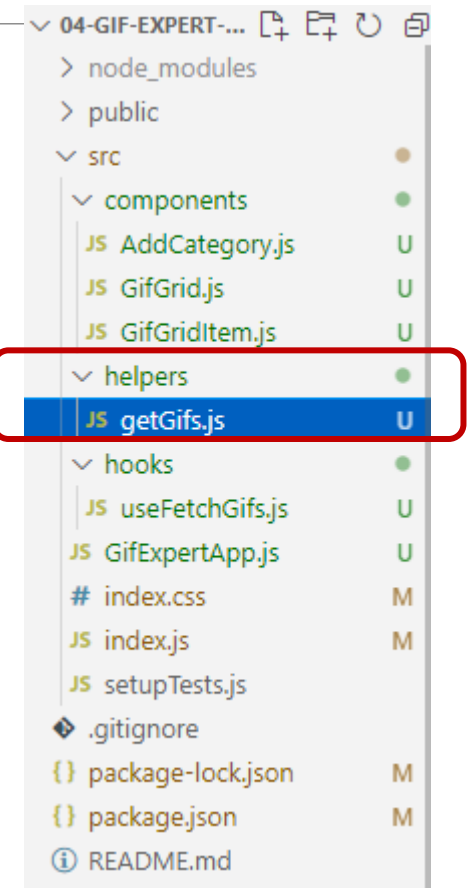 04-GIF-EXPERT-...
node_modules
public
src
components
JS AddCategory.js U
JS GifGrid.js U
JS GifGridItem.js U
helpers
JS getGifs.js U
hooks
JS useFetchGifs.js U
JS GifExpertApp.js U
# index.css M
JS index.js M
JS setupTests.js
.gitignore
{} package-lock.json M
{} package.json M
README.md